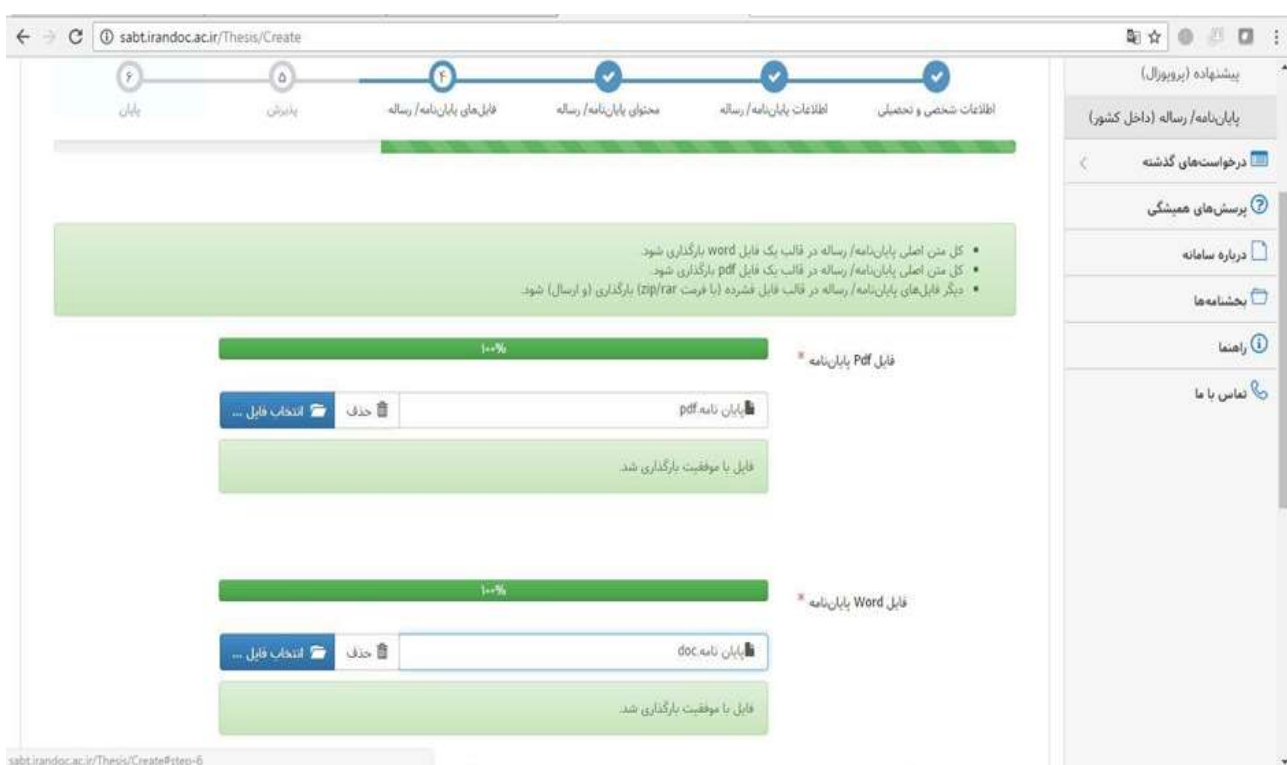 sabt.irandoc.ac.ir/Thesis/Create
پیشنهاده (پروپوزال)
پایان‌نامه/ رساله (داخل کشور)
درخواست‌های گذشته
پرسش‌های همیشگی
درباره سامانه
بخشنامه‌ها
راهنما
تماس با ما
۴ ۵ ۶
اطلاعات شخصی و تحصیلی
اطلاعات پایان‌نامه/ رساله
محتوای پایان‌نامه/ رساله
فایل‌های پایان‌نامه/ رساله
پذیرش
پایان
کل متن اصلی پایان‌نامه/ رساله در قالب یک فایل word بارگذاری شود.
کل متن اصلی پایان‌نامه/ رساله در قالب یک فایل pdf بارگذاری شود.
دیگر فایل‌های پایان‌نامه/ رساله در قالب فایل فشرده (با فرمت zip/rar) بارگذاری (و ارسال) شود.
فایل Pdf پایان‌نامه *
۱۰۰%
پایان نامه.pdf
حذف
انتخاب فایل ...
فایل با موفقیت بارگذاری شد.
فایل Word پایان‌نامه *
۱۰۰%
پایان نامه.doc
حذف
انتخاب فایل ...
فایل با موفقیت بارگذاری شد.
sabt.irandoc.ac.ir/Thesis/Create#step-6